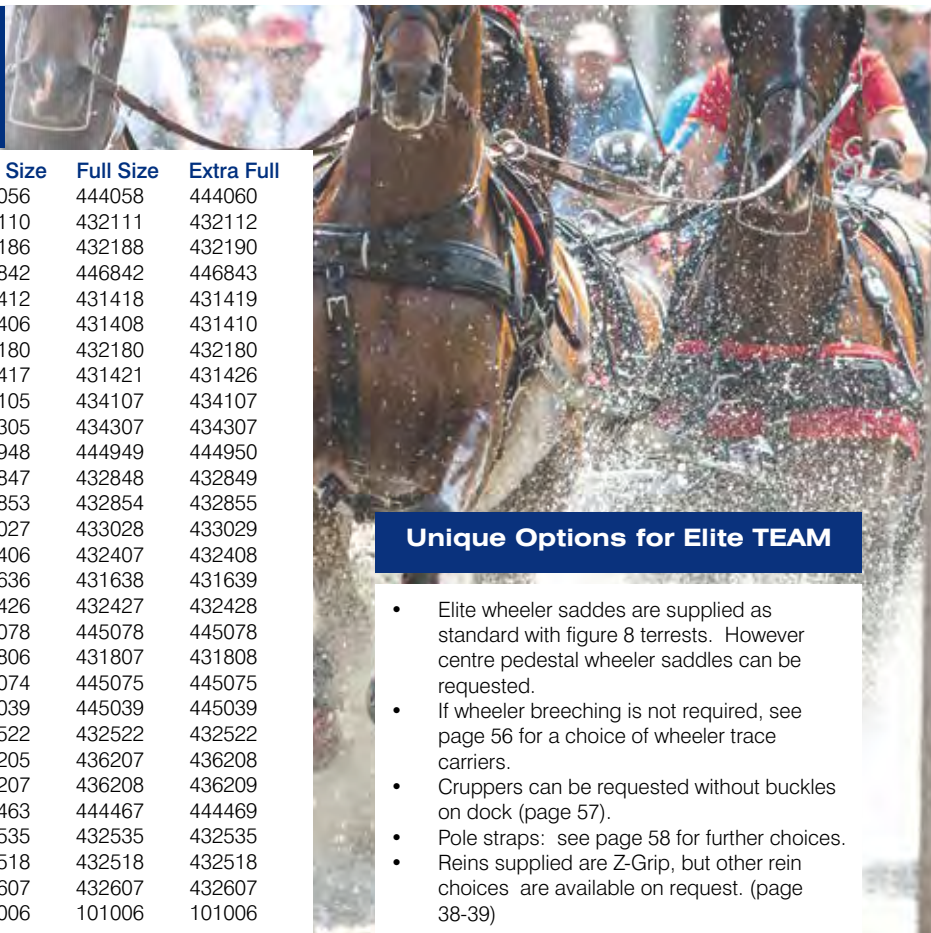 Size Full Size Extra Full
056 444058 444060
110 432111 432112
186 432188 432190
842 446842 446843
412 431418 431419
406 431408 431410
180 432180 432180
417 431421 431426
105 434107 434107
305 434307 434307
948 444949 444950
847 432848 432849
853 432854 432855
027 433028 433029
406 432407 432408
636 431638 431639
426 432427 432428
078 445078 445078
806 431807 431808
074 445075 445075
039 445039 445039
522 432522 432522
205 436207 436208
207 436208 436209
463 444467 444469
535 432535 432535
518 432518 432518
607 432607 432607
006 101006 101006
Unique Options for Elite TEAM
• Elite wheeler saddes are supplied as
standard with figure 8 terrests. However
centre pedestal wheeler saddles can be
requested.
• If wheeler breeching is not required, see
page 56 for a choice of wheeler trace
carriers.
• Cruppers can be requested without buckles
on dock (page 57).
• Pole straps: see page 58 for further choices.
• Reins supplied are Z-Grip, but other rein
choices are available on request. (page
38-39)